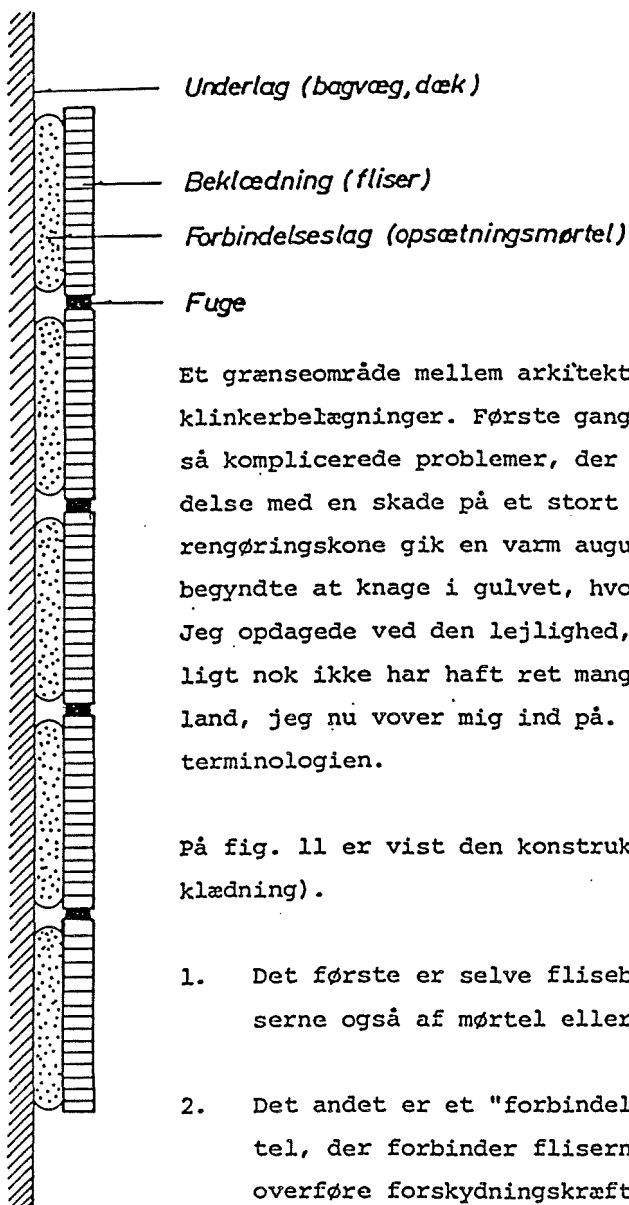 Underlag (bagvæg, dæk)
Beklædning (fliser)
Forbindelseslag (opsætningsmørtel)
Fuge
Et grænseområde mellem arkitekt
klinkerbelægninger. Første gang
så komplicerede problemer, der
delse med en skade på et stort
rengøringskone gik en varm augu
begyndte at knage i gulvet, hvo
Jeg opdagede ved den lejlighed,
ligt nok ikke har haft ret mang
land, jeg nu vover mig ind på.
terminologien.
På fig. 11 er vist den konstruk
klædning).
1. Det første er selve fliseb
serne også af mørtel eller
2. Det andet er et "forbindel
tel, der forbinder flisern
overføre forskydningskræft